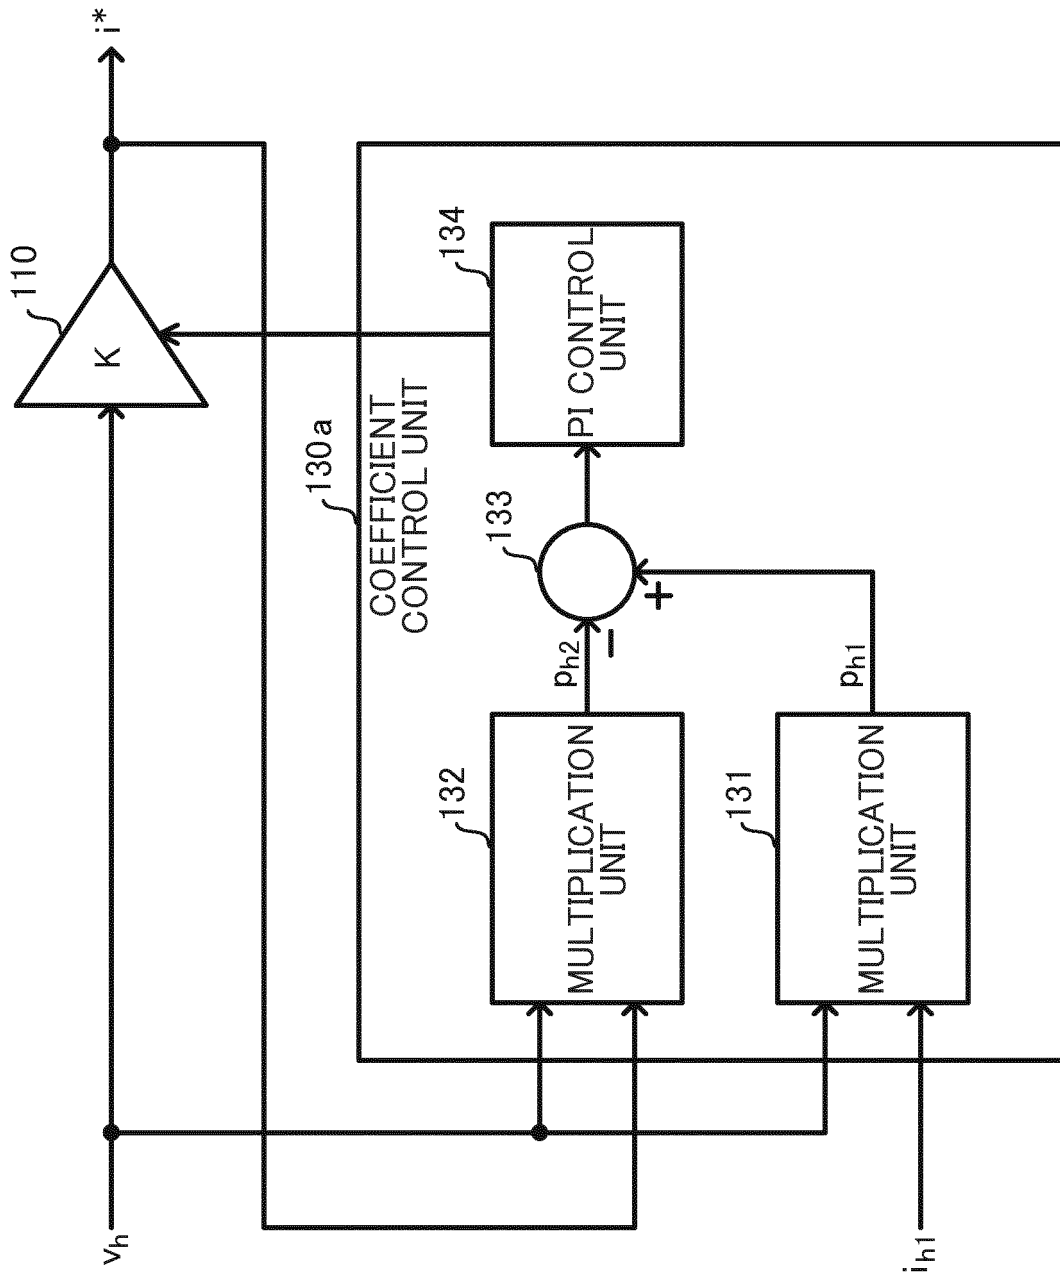 110
K
i*
130a
COEFFICIENT
CONTROL UNIT
132
MULTIPLICATION
UNIT
p_h2
−
133
+
134
PI CONTROL
UNIT
131
MULTIPLICATION
UNIT
p_h1
v_h
i_h1